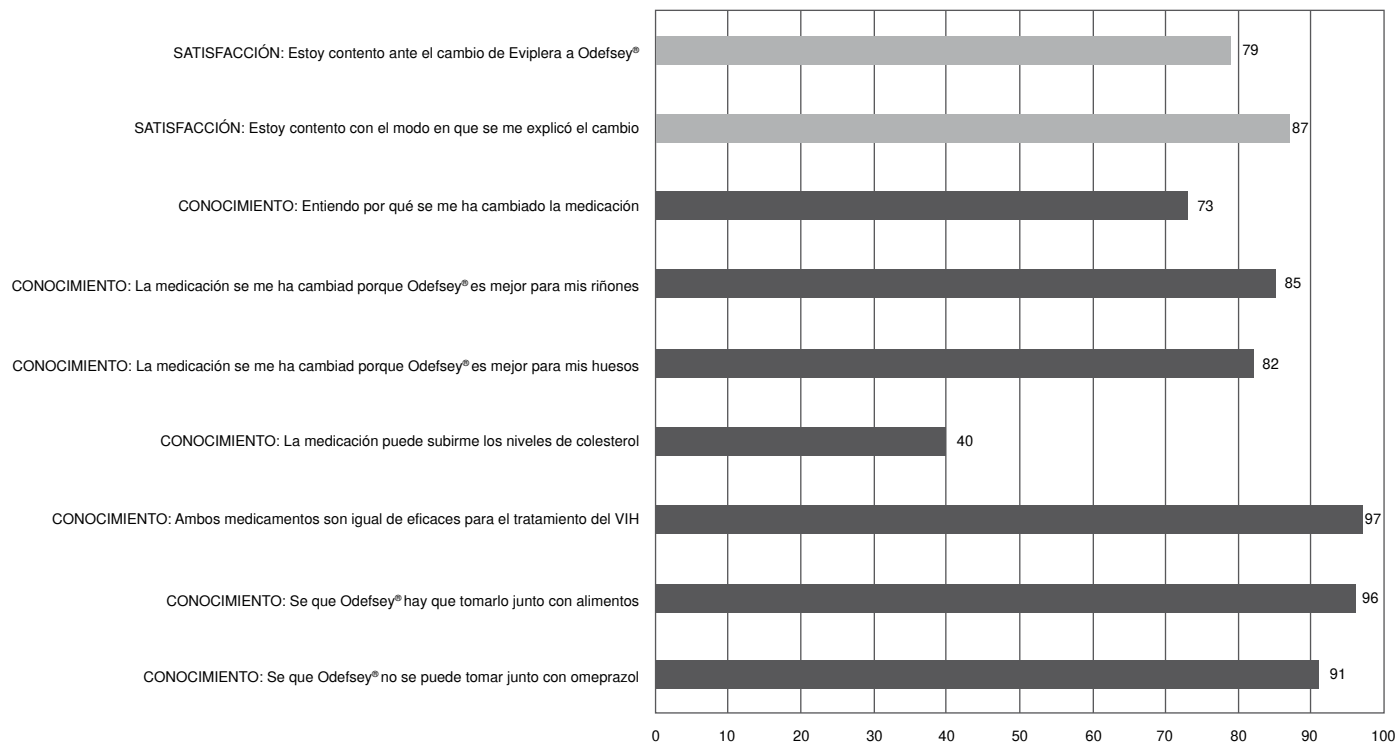 SATISFACCIÓN: Estoy contento ante el cambio de Eviplera a Odefsey®
79
SATISFACCIÓN: Estoy contento con el modo en que se me explicó el cambio
87
CONOCIMIENTO: Entiendo por qué se me ha cambiado la medicación
73
CONOCIMIENTO: La medicación se me ha cambiad porque Odefsey® es mejor para mis riñones
85
CONOCIMIENTO: La medicación se me ha cambiad porque Odefsey® es mejor para mis huesos
82
CONOCIMIENTO: La medicación puede subirme los niveles de colesterol
40
CONOCIMIENTO: Ambos medicamentos son igual de eficaces para el tratamiento del VIH
97
CONOCIMIENTO: Se que Odefsey® hay que tomarlo junto con alimentos
96
CONOCIMIENTO: Se que Odefsey® no se puede tomar junto con omeprazol
91
0 10 20 30 40 50 60 70 80 90 100